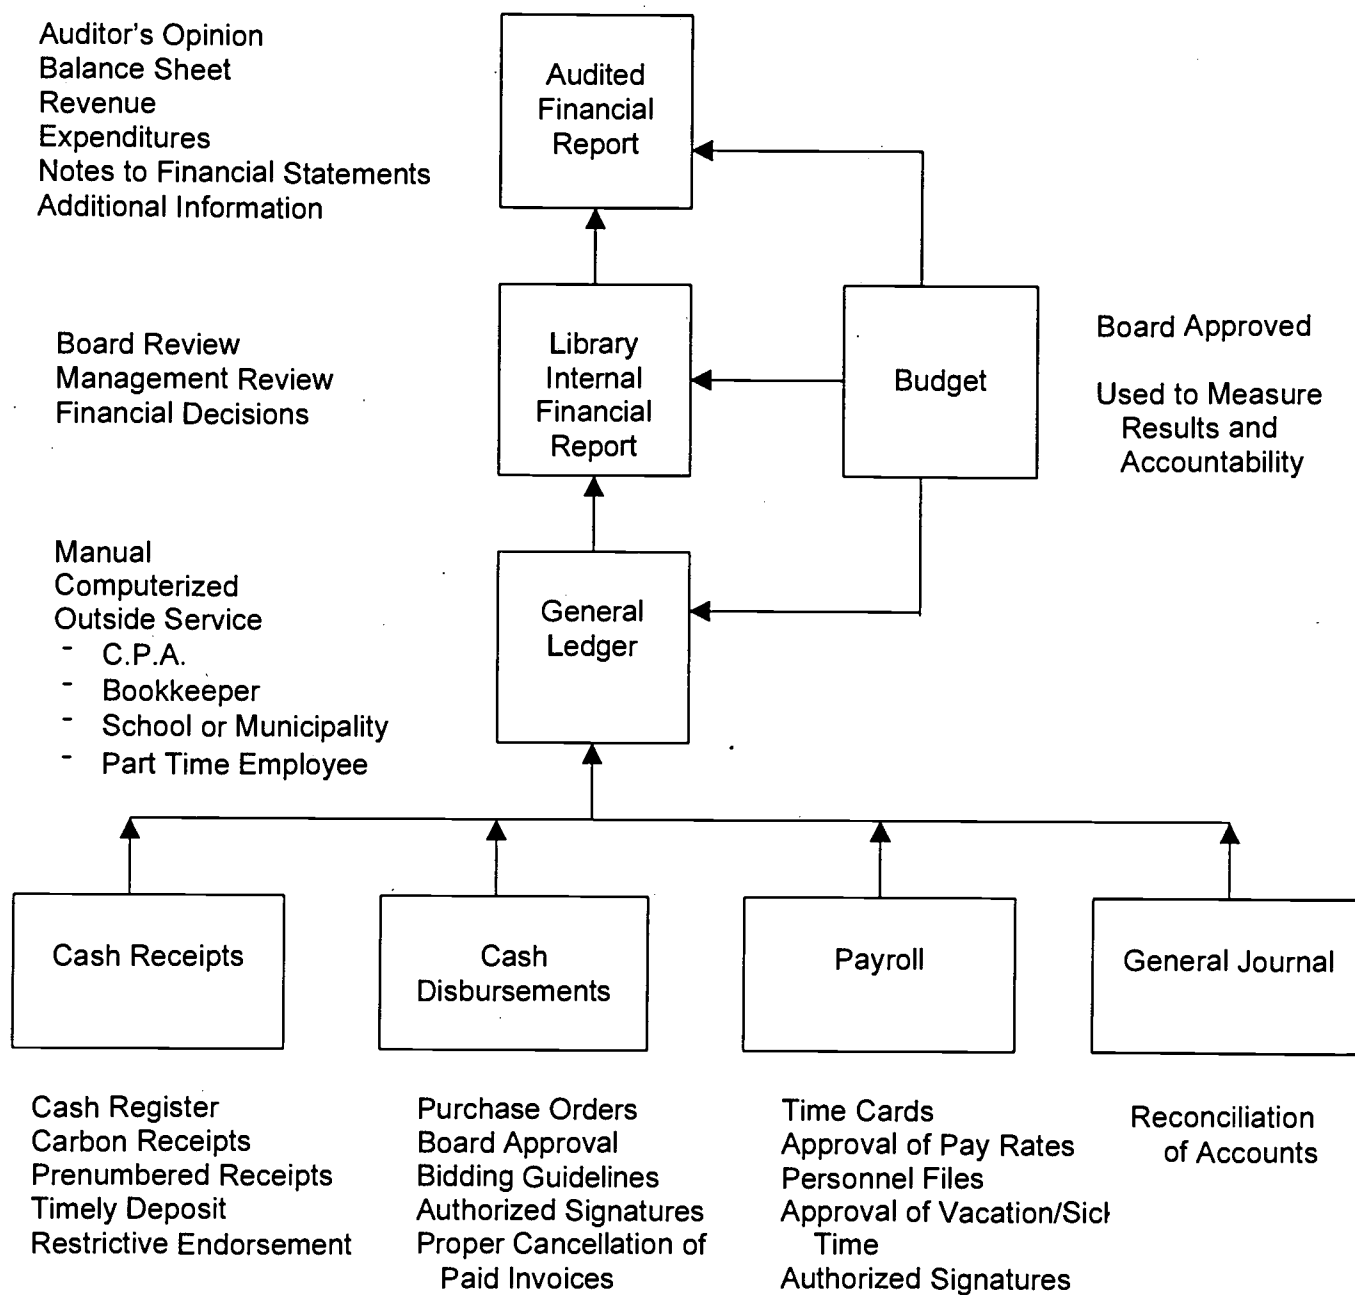 Auditor's Opinion
Balance Sheet
Revenue
Expenditures
Notes to Financial Statements
Additional Information
Audited
Financial
Report
Board Review
Management Review
Financial Decisions
Library
Internal
Financial
Report
Budget
Board Approved
Used to Measure
Results and
Accountability
Manual
Computerized
Outside Service
- C.P.A.
- Bookkeeper
- School or Municipality
- Part Time Employee
General
Ledger
Cash Receipts
Cash
Disbursements
Payroll
General Journal
Cash Register
Carbon Receipts
Prenumbered Receipts
Timely Deposit
Restrictive Endorsement
Purchase Orders
Board Approval
Bidding Guidelines
Authorized Signatures
Proper Cancellation of
Paid Invoices
Time Cards
Approval of Pay Rates
Personnel Files
Approval of Vacation/Sick
Time
Authorized Signatures
Reconciliation
of Accounts